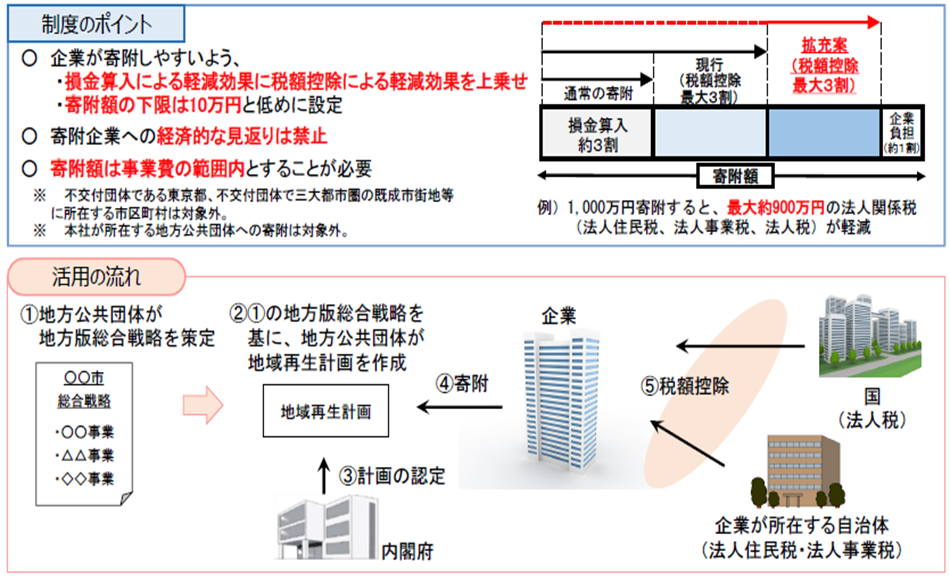 制度のポイント
〇 企業が寄附しやすいよう、
・損金算入による軽減効果に税額控除による軽減効果を上乗せ
・寄附額の下限は10万円と低めに設定
〇 寄附企業への経済的な見返りは禁止
〇 寄附額は事業費の範囲内とすることが必要
※ 不交付団体である東京都、不交付団体で三大都市圏の既成市街地等
に所在する市区町村は対象外。
※ 本社が所在する地方公共団体への寄附は対象外。
通常の寄附
現行
(税額控除
最大3割)
拡充案
(税額控除
最大3割)
損金算入
約3割
企業
負担
(約1割)
寄附額
例) 1,000万円寄附すると、最大約900万円の法人関係税
(法人住民税、法人事業税、法人税)が軽減
活用の流れ
①地方公共団体が
地方版総合戦略を策定
〇〇市
総合戦略
・〇〇事業
・△△事業
・◇◇事業
②①の地方版総合戦略を
基に、地方公共団体が
地域再生計画を作成
地域再生計画
③計画の認定
内閣府
④寄附
企業
⑤税額控除
国
(法人税)
企業が所在する自治体
(法人住民税・法人事業税)